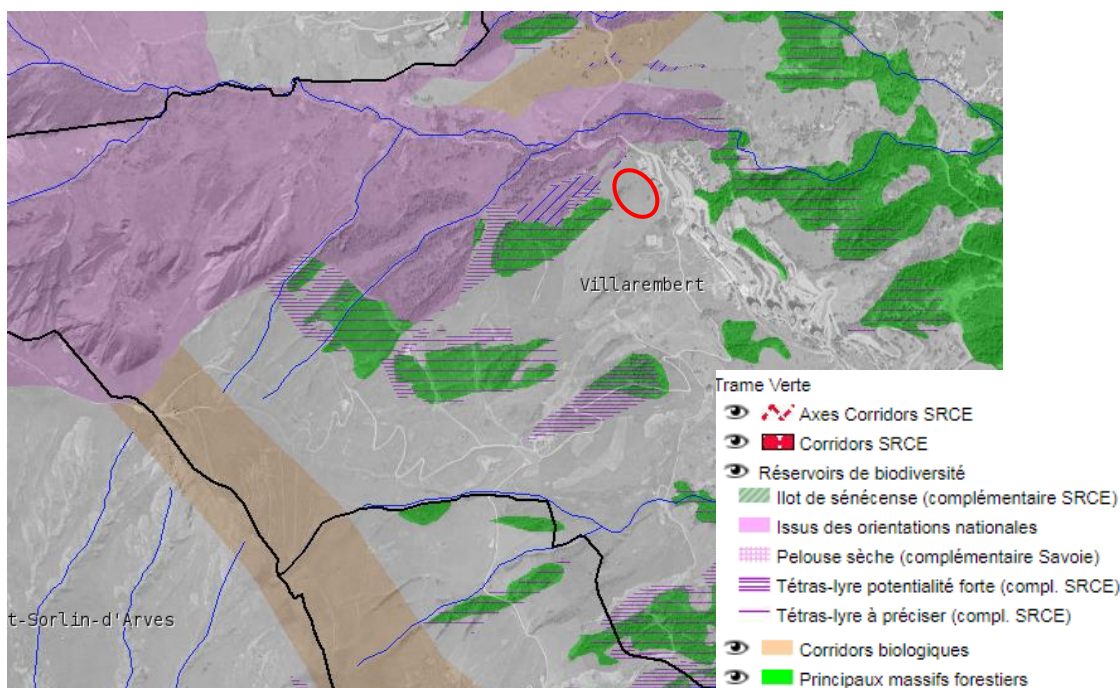 Villarembert
t-Sorlin-d'Arves
Trame Verte
Axes Corridors SRCE
Corridors SRCE
Réservoirs de biodiversité
Ilot de sénécense (complémentaire SRCE)
Issus des orientations nationales
Pelouse sèche (complémentaire Savoie)
Tétras-lyre potentialité forte (compl. SRCE)
Tétras-lyre à préciser (compl. SRCE)
Corridors biologiques
Principaux massifs forestiers